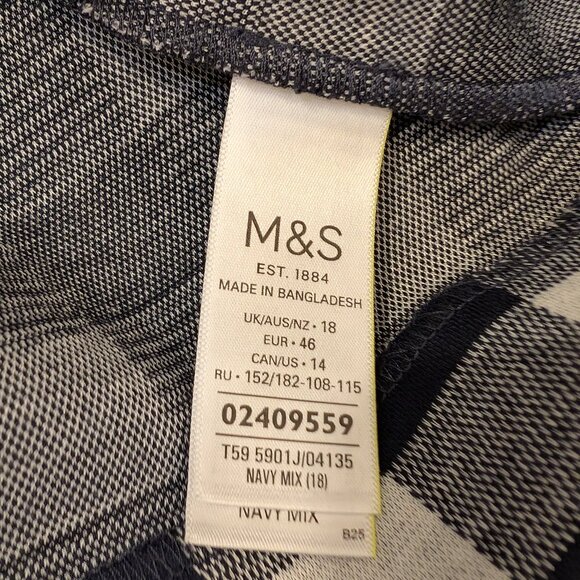 M&S
EST. 1884
MADE IN BANGLADESH
UK/AUS/NZ • 18
EUR • 46
CAN/US • 14
RU • 152/182-108-115
02409559
T59 5901J/04135
NAVY MIX (18)
NAVY MIX
B25